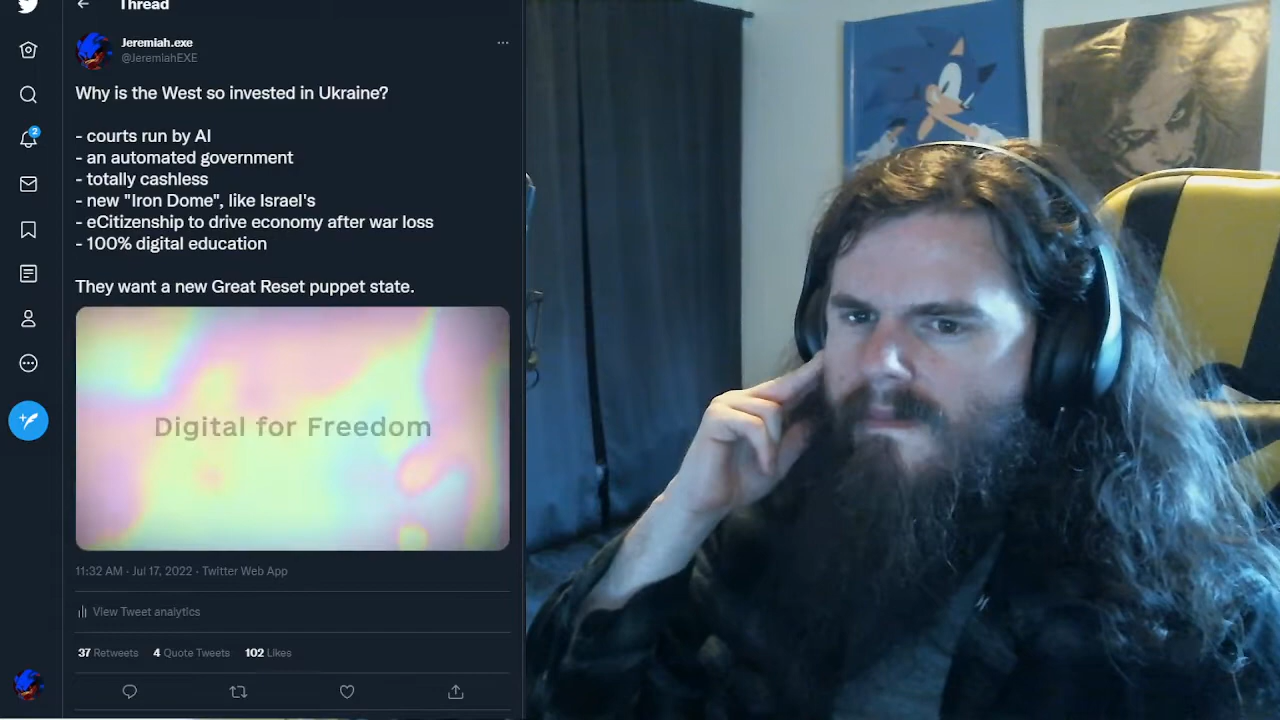 Thread
Jeremiah.exe
@JeremiahEXE
Why is the West so invested in Ukraine?
- courts run by AI
- an automated government
- totally cashless
- new "Iron Dome", like Israel's
- eCitizenship to drive economy after war loss
- 100% digital education
They want a new Great Reset puppet state.
Digital for Freedom
11:32 AM · Jul 17, 2022 · Twitter Web App
View Tweet analytics
37 Retweets 4 Quote Tweets 102 Likes
2